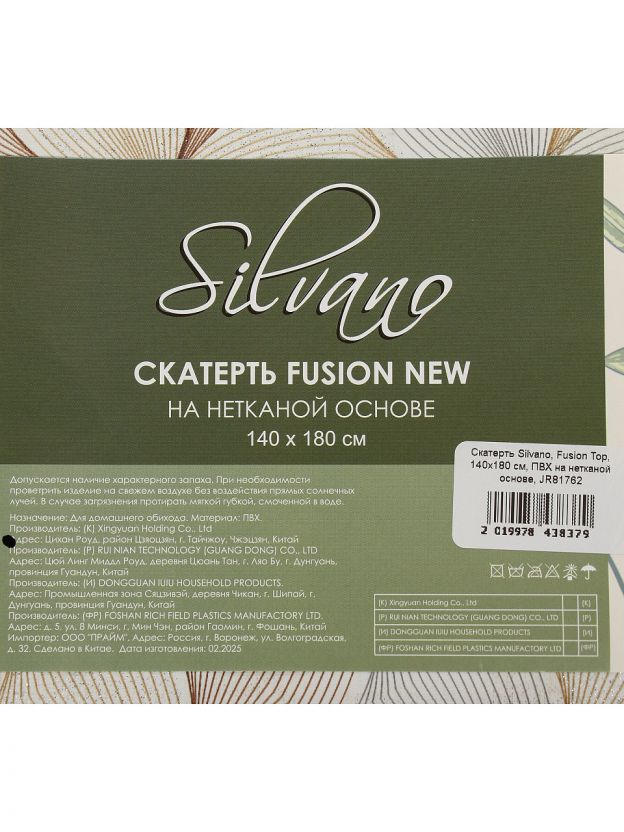 Silvano
СКАТЕРТЬ FUSION NEW
НА НЕТКАНОЙ ОСНОВЕ
140 х 180 см
Скатерть Silvano, Fusion Top,
140х180 см, ПВХ на нетканой
основе, JR81762
2 019978 438379
Допускается наличие характерного запаха. При необходимости
проветрить изделие на свежем воздухе без воздействия прямых солнечных
лучей. В случае загрязнения протирать мягкой губкой, смоченной в воде.
Назначение: Для домашнего обихода. Материал: ПВХ.
Производитель: (К) Xingyuan Holding Co., Ltd
Адрес: Цихан Роуд, район Цзяоцзян, г. Тайчжоу, Чжэцзян, Китай
Производитель: (Р) RUI NIAN TECHNOLOGY (GUANG DONG) CO., LTD
Адрес: Цюй Линг Миддл Роуд, деревня Цюань Тан, г. Ляо Бу, г. Дунгуань,
провинция Гуандун, Китай
Производитель: (И) DONGGUAN IUIU HOUSEHOLD PRODUCTS.
Адрес: Промышленная зона Сяцзивэй, деревня Чикан, г. Шипай, г.
Дунгуань, провинция Гуандун, Китай
Производитель: (ФР) FOSHAN RICH FIELD PLASTICS MANUFACTORY LTD.
Адрес: д. 5, ул. 8 Минси, г. Мин Чэн, район Гаомин, г. Фошань, Китай
Импортер: ООО "ПРАЙМ", Адрес: Россия, г. Воронеж, ул. Волгоградская,
д. 32. Сделано в Китае. Дата изготовления: 02.2025
(К) Xingyuan Holding Co., Ltd (К)
(Р) RUI NIAN TECHNOLOGY (GUANG DONG) CO., LTD (Р)
(И) DONGGUAN IUIU HOUSEHOLD PRODUCTS (И)
(ФР) FOSHAN RICH FIELD PLASTICS MANUFACTORY LTD (ФР)